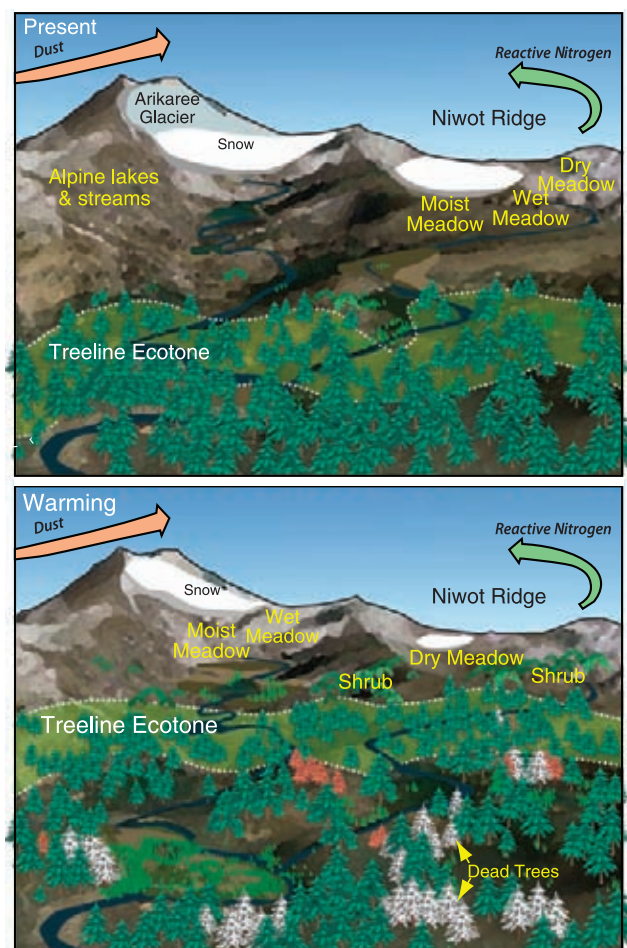 Present
Dust
Reactive Nitrogen
Arikaree
Glacier
Niwot Ridge
Snow
Alpine lakes
& streams
Dry
Meadow
Moist
Meadow
Wet
Meadow
Treeline Ecotone
Warming
Dust
Reactive Nitrogen
Snow
Niwot Ridge
Moist
Meadow
Wet
Meadow
Dry Meadow
Shrub
Shrub
Treeline Ecotone
Dead Trees